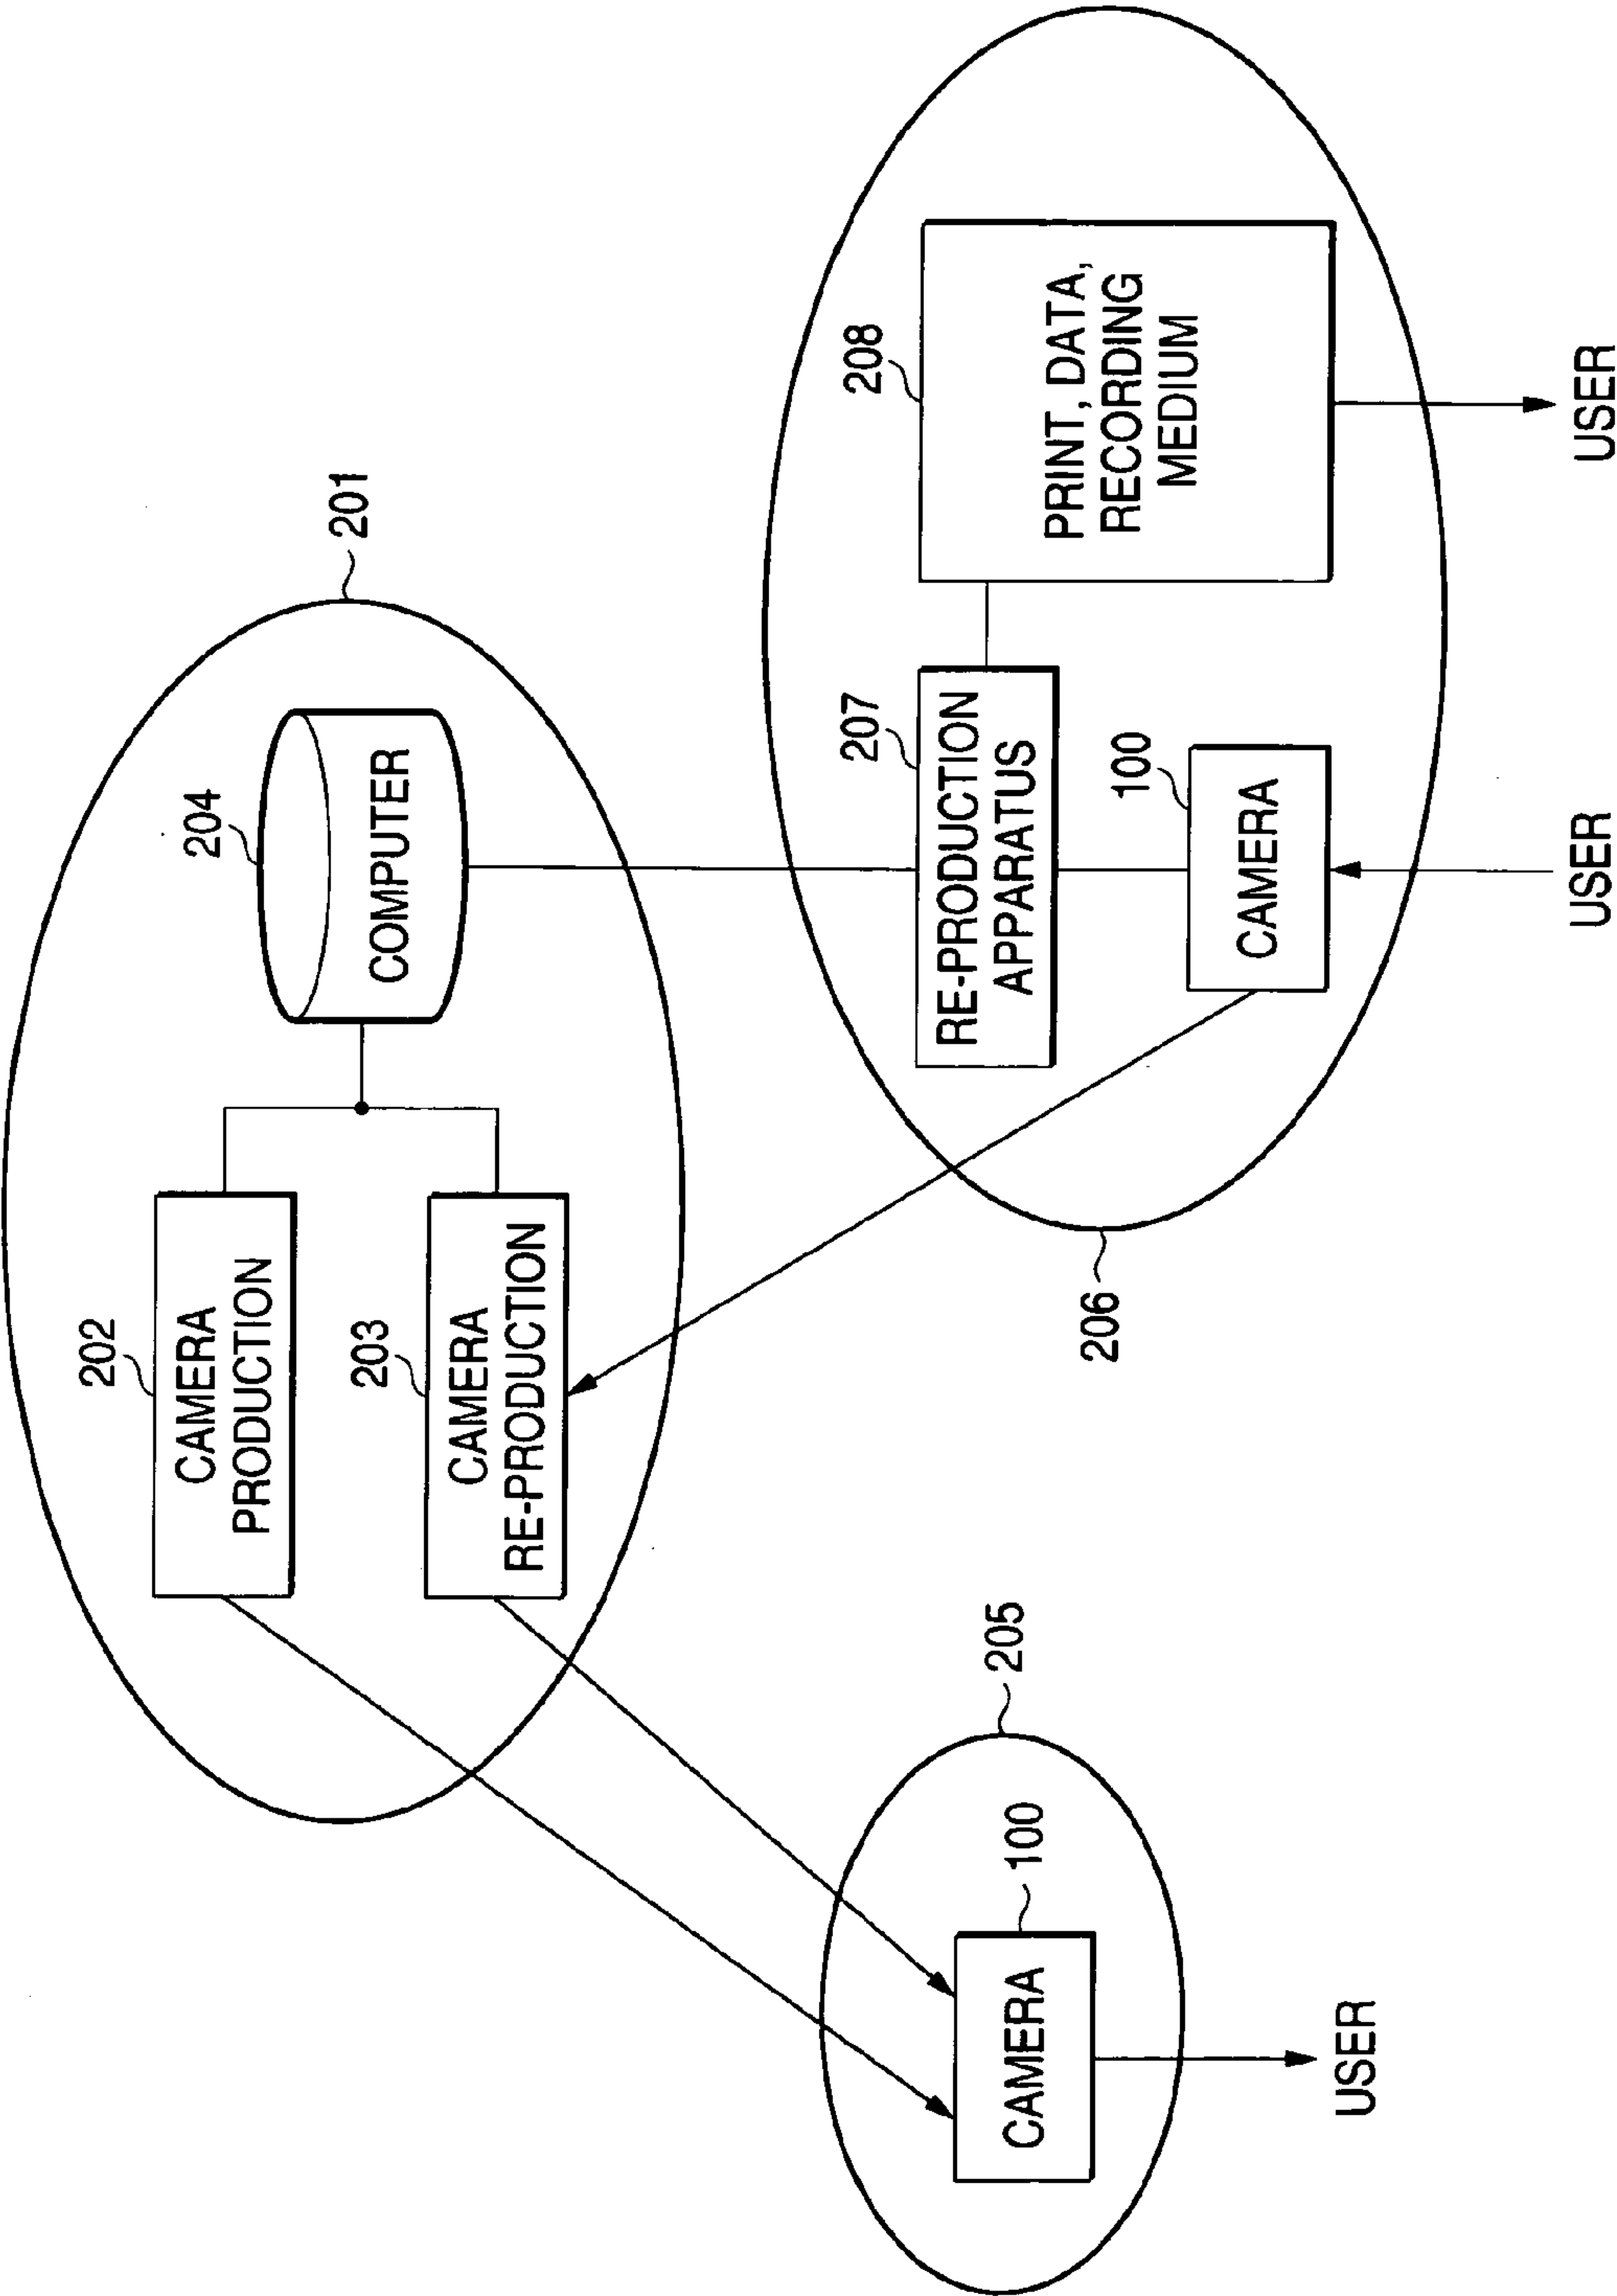 201
202
CAMERA
PRODUCTION
204
COMPUTER
203
CAMERA
RE-PRODUCTION
205
100
CAMERA
USER
206
207
RE-PRODUCTION
APPARATUS
208
PRINT, DATA,
RECORDING
MEDIUM
100
CAMERA
USER
USER